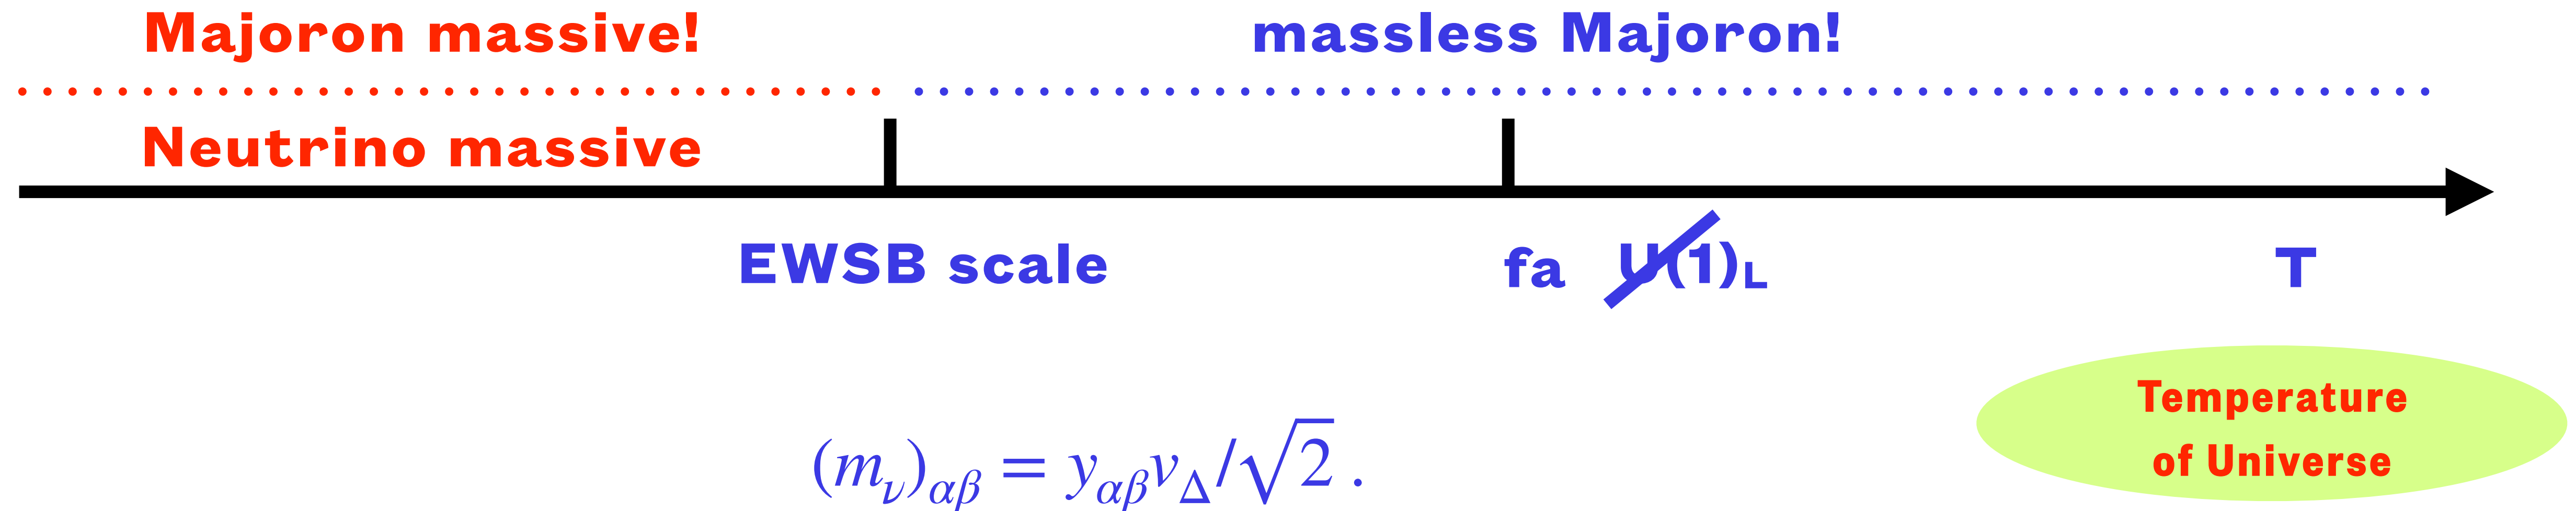 Majoron massive! massless Majoron!
Neutrino massive
EWSB scale fa U(1)L T
Temperature
of Universe
(mν)αβ = yαβvΔ/√2 .